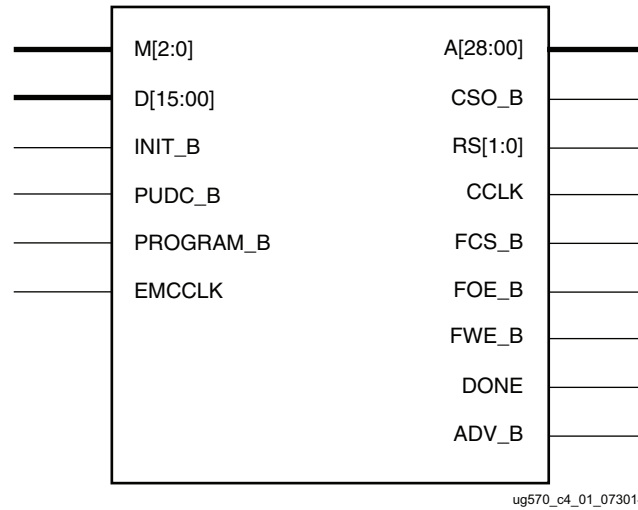 M[2:0] A[28:00]
D[15:00] CSO_B
INIT_B RS[1:0]
PUDC_B CCLK
PROGRAM_B FCS_B
EMCCLK FOE_B
FWE_B
DONE
ADV_B
ug570_c4_01_07301